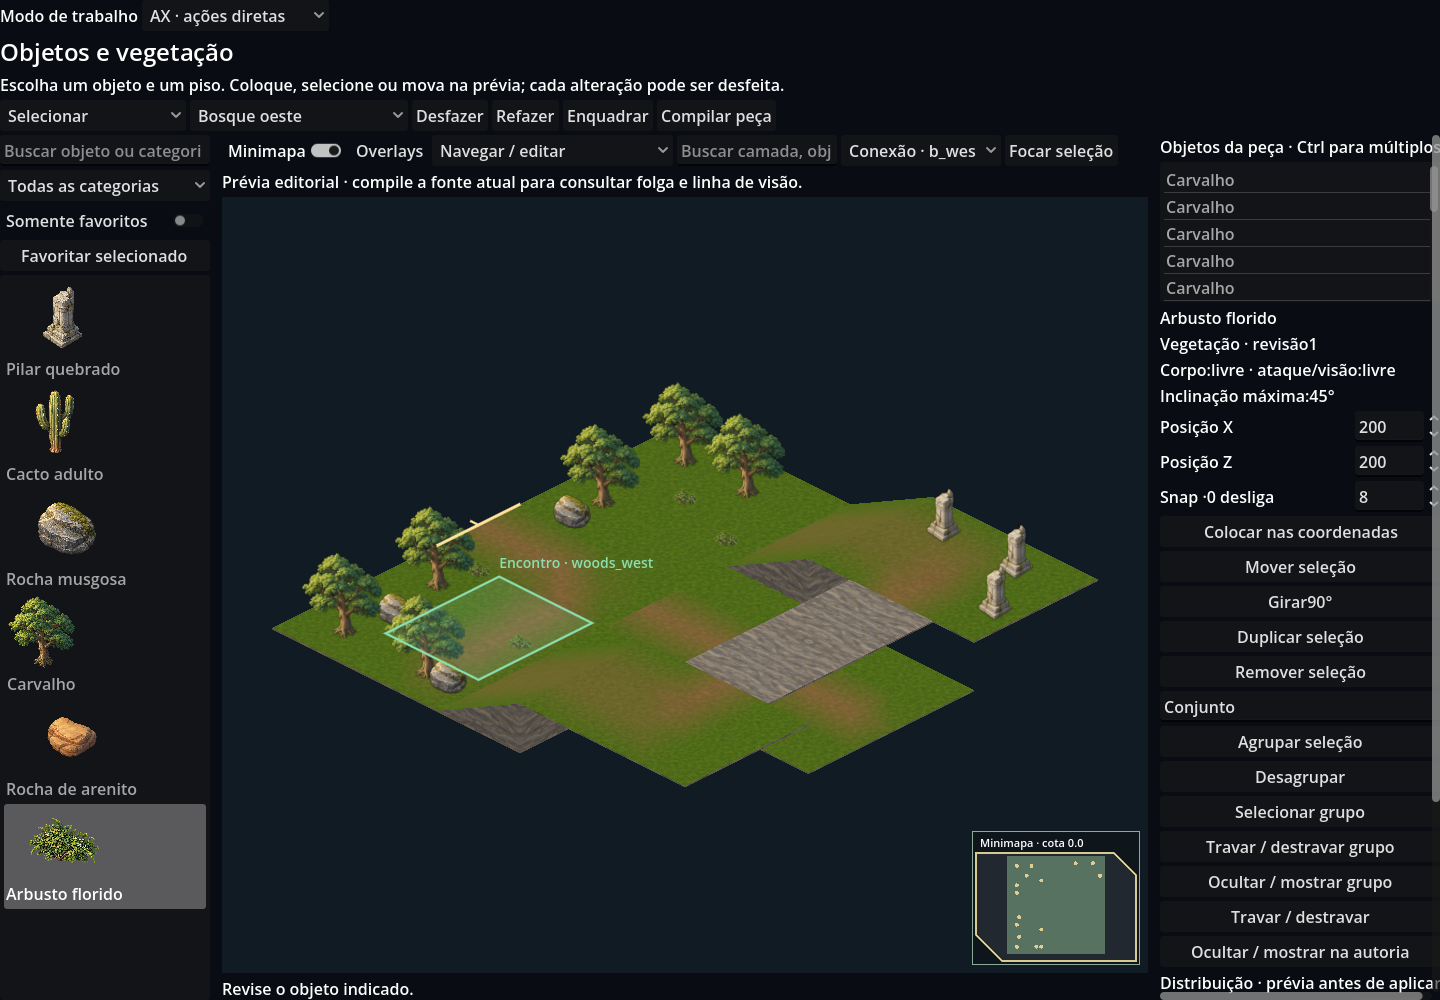 Modo de trabalho AX · ações diretas
Objetos e vegetação
Escolha um objeto e um piso. Coloque, selecione ou mova na prévia; cada alteração pode ser desfeita.
Selecionar Bosque oeste Desfazer Refazer Enquadrar Compilar peça
Buscar objeto ou categori
Todas as categorias
Somente favoritos
Favoritar selecionado
Pilar quebrado
Cacto adulto
Rocha musgosa
Carvalho
Rocha de arenito
Arbusto florido
Minimapa Overlays Navegar / editar Buscar camada, obj Conexão · b_wes Focar seleção
Prévia editorial · compile a fonte atual para consultar folga e linha de visão.
Encontro · woods_west
Minimapa · cota 0.0
Revise o objeto indicado.
Objetos da peça · Ctrl para múltiplos
Carvalho
Carvalho
Carvalho
Carvalho
Carvalho
Arbusto florido
Vegetação · revisão1
Corpo:livre · ataque/visão:livre
Inclinação máxima:45°
Posição X 200
Posição Z 200
Snap ·0 desliga 8
Colocar nas coordenadas
Mover seleção
Girar90°
Duplicar seleção
Remover seleção
Conjunto
Agrupar seleção
Desagrupar
Selecionar grupo
Travar / destravar grupo
Ocultar / mostrar grupo
Travar / destravar
Ocultar / mostrar na autoria
Distribuição · prévia antes de aplicar